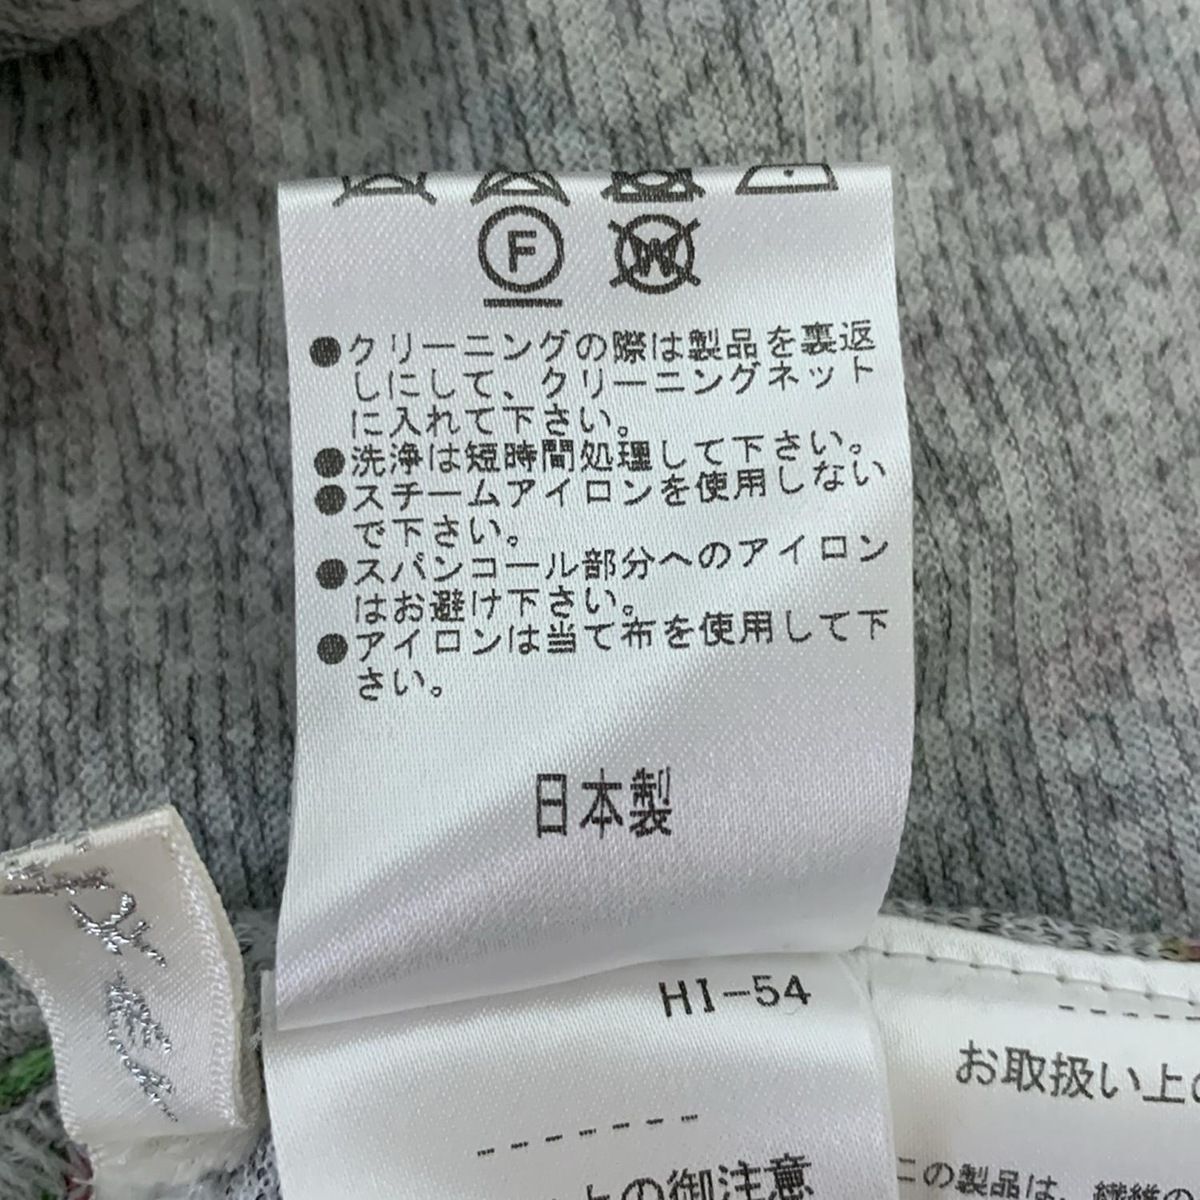 F W
●クリーニングの際は製品を裏返
しにして、クリーニングネット
に入れて下さい。
●洗浄は短時間処理して下さい。
●スチームアイロンを使用しない
で下さい。
●スパンコール部分へのアイロン
はお避け下さい。
●アイロンは当て布を使用して下
さい。
日本製
HI-54
お取扱い上の
上の御注意
この製品は、繊維の